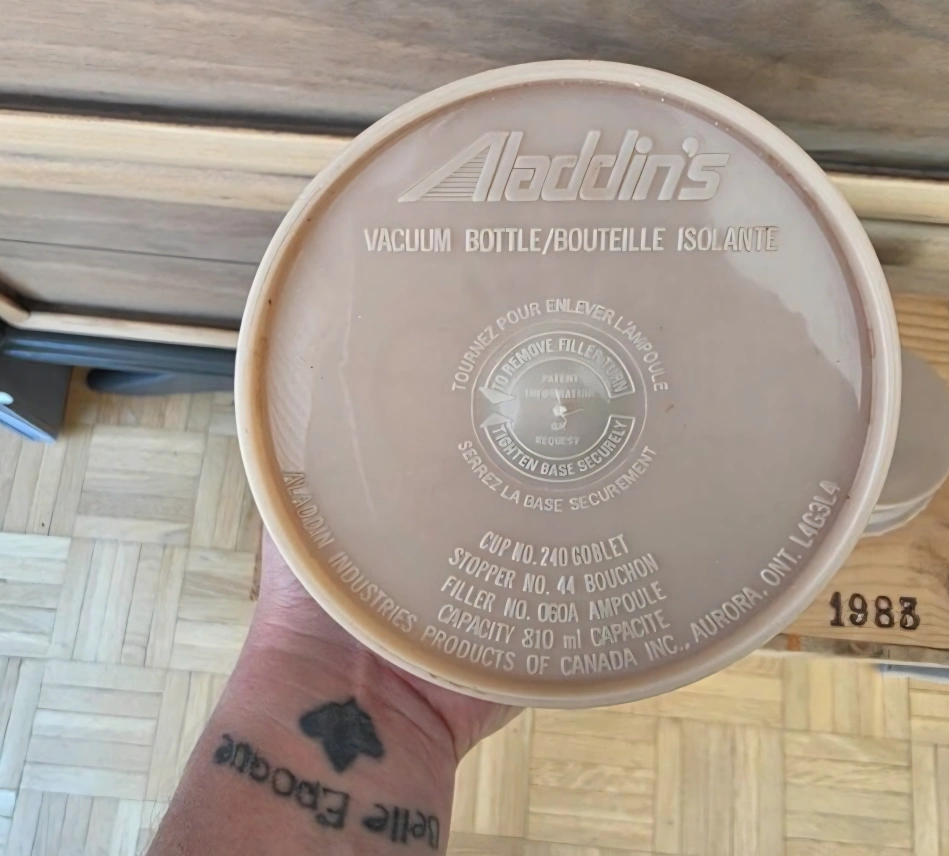 Aladdin's
VACUUM BOTTLE/BOUTEILLE ISOLANTE
TOURNEZ POUR ENLEVER L'AMPOULE
TO REMOVE FILLER TURN
PATENT
INFORMATION
ON
REQUEST
TIGHTEN BASE SECURELY
SERREZ LA BASE SECUREMENT
CUP NO. 240 GOBLET
STOPPER NO. 44 BOUCHON
FILLER NO. 060A AMPOULE
CAPACITY 810 ml CAPACITE
ALADDIN INDUSTRIES PRODUCTS OF CANADA INC., AURORA, ONT. L4G3L4
1983
Belle Epoque